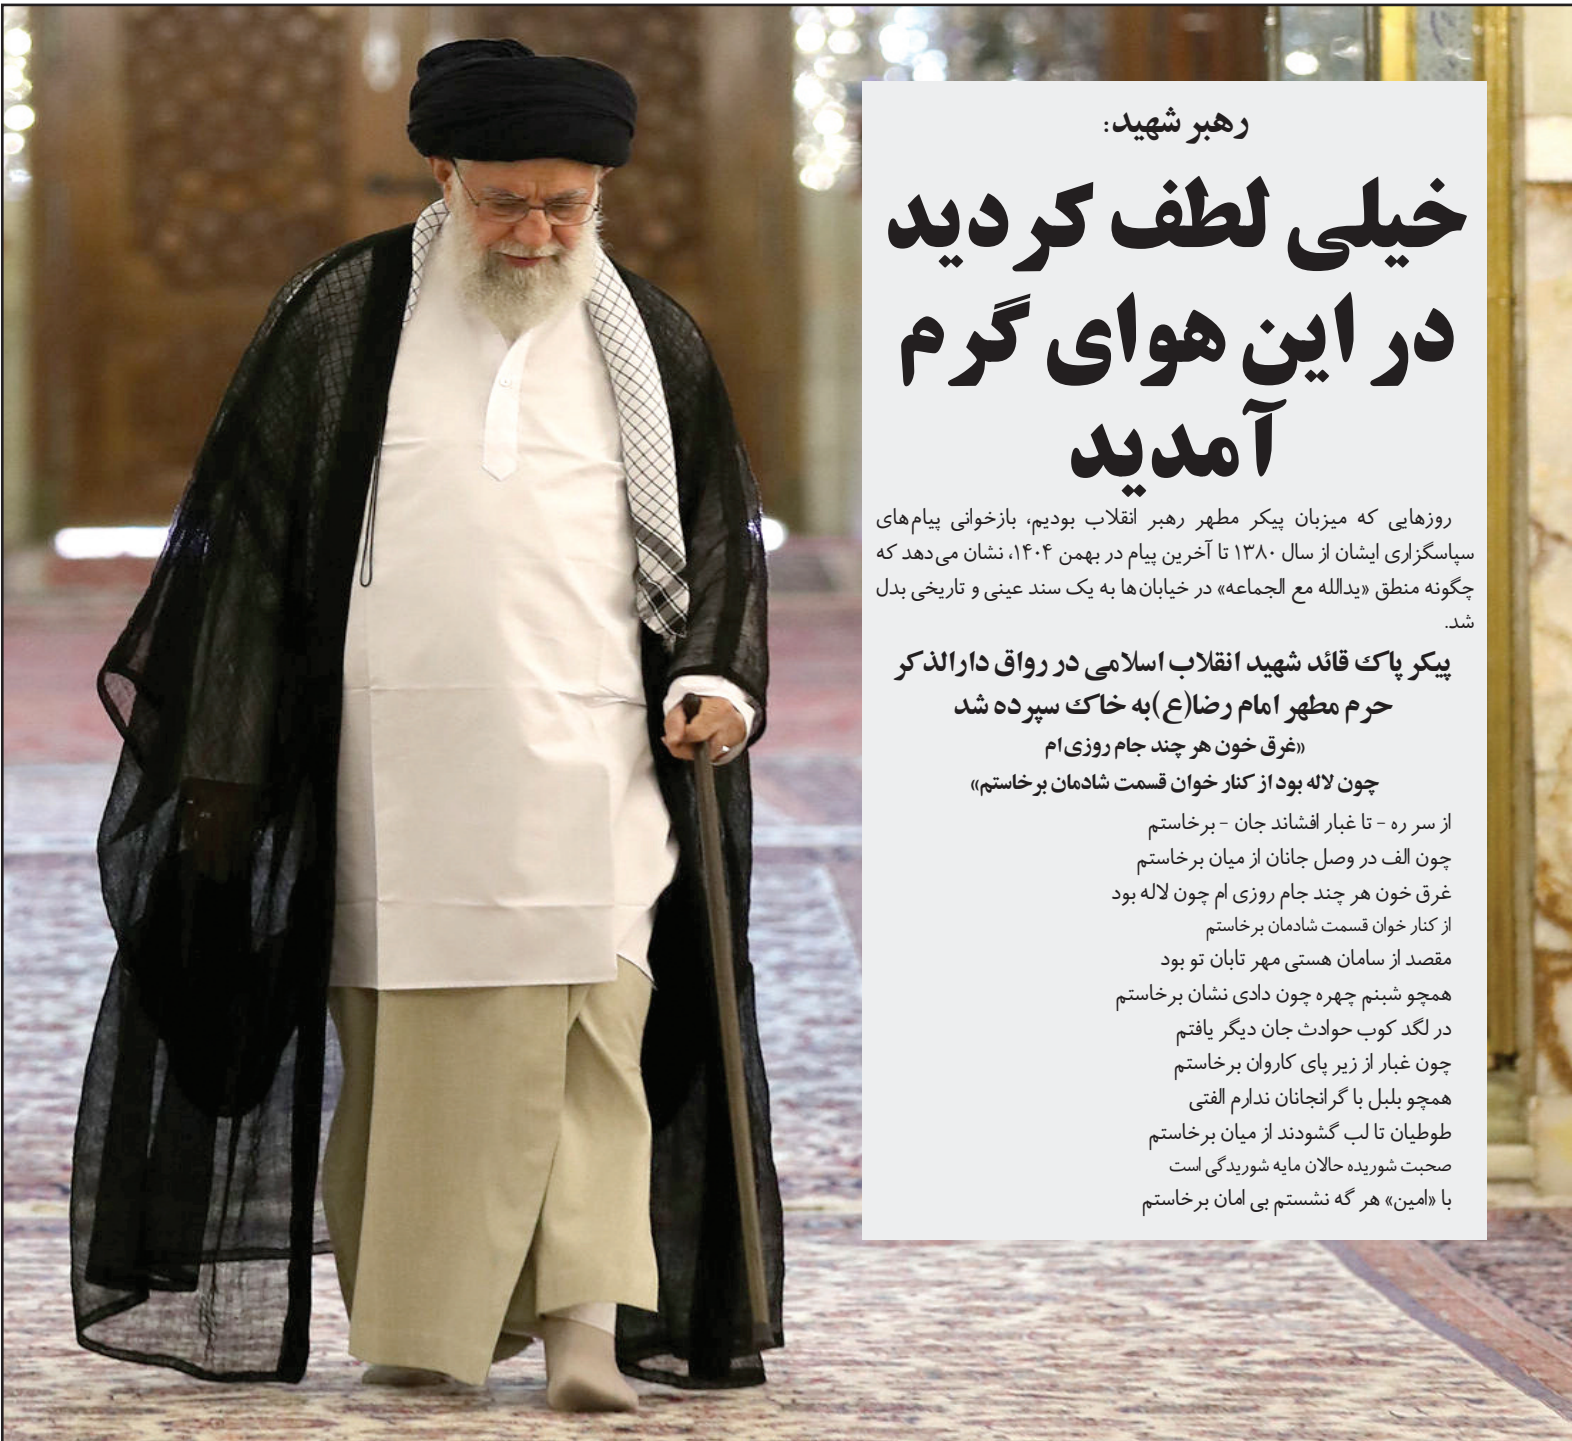 رهبر شهید:
خیلی لطف کردید
در این هوای گرم
آمدید
روزهایی که میزبان پیکر مطهر رهبر انقلاب بودیم، بازخوانی پیام‌های
سپاسگزاری ایشان از سال ۱۳۸۰ تا آخرین پیام در بهمن ۱۴۰۴، نشان می‌دهد که
چگونه منطق «یدالله مع الجماعه» در خیابان‌ها به یک سند عینی و تاریخی بدل
شد.
پیکر پاک قائد شهید انقلاب اسلامی در رواق دارالذکر
حرم مطهر امام رضا(ع)به خاک سپرده شد
«غرق خون هر چند جام روزی‌ام
چون لاله بود از کنار خوان قسمت شادمان برخاستم»
از سر ره - تا غبار افشاند جان - برخاستم
چون الف در وصل جانان از میان برخاستم
غرق خون هر چند جام روزی ام چون لاله بود
از کنار خوان قسمت شادمان برخاستم
مقصد از سامان هستی مهر تابان تو بود
همچو شبنم چهره چون دادی نشان برخاستم
در لگد کوب حوادث جان دیگر یافتم
چون غبار از زیر پای کاروان برخاستم
همچو بلبل با گرانجانان ندارم الفتی
طوطیان تا لب گشودند از میان برخاستم
صحبت شوریده حالان مایه شوریدگی است
با «امین» هر گه نشستم بی امان برخاستم